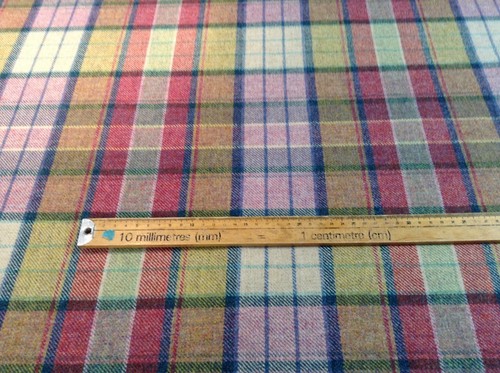 10 millimetres (mm) = 1 centimetre (cm)